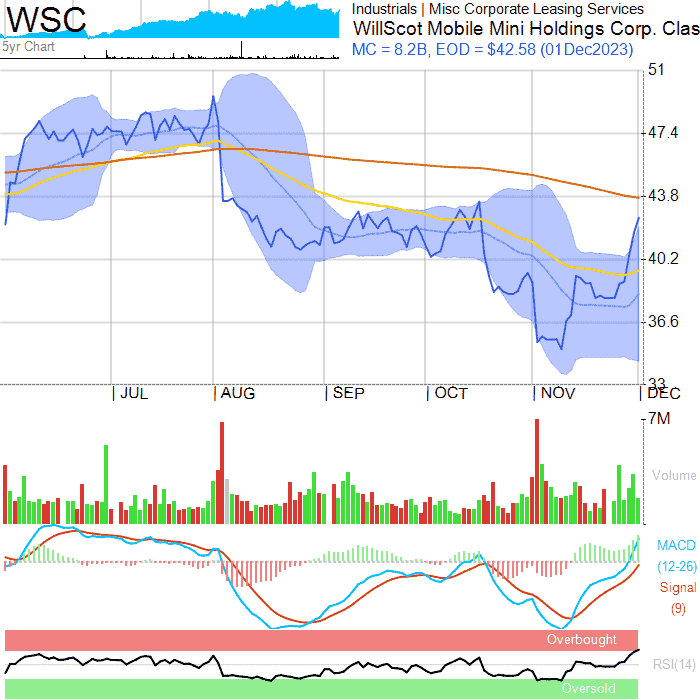 WSC
5yr Chart
Industrials | Misc Corporate Leasing Services
WillScot Mobile Mini Holdings Corp. Clas
MC = 8.2B, EOD = $42.58 (01Dec2023)
51
47.4
43.8
40.2
36.6
33
JUL AUG SEP OCT NOV DEC
7M
Volume
MACD
(12-26)
Signal
(9)
Overbought
RSI(14)
Oversold